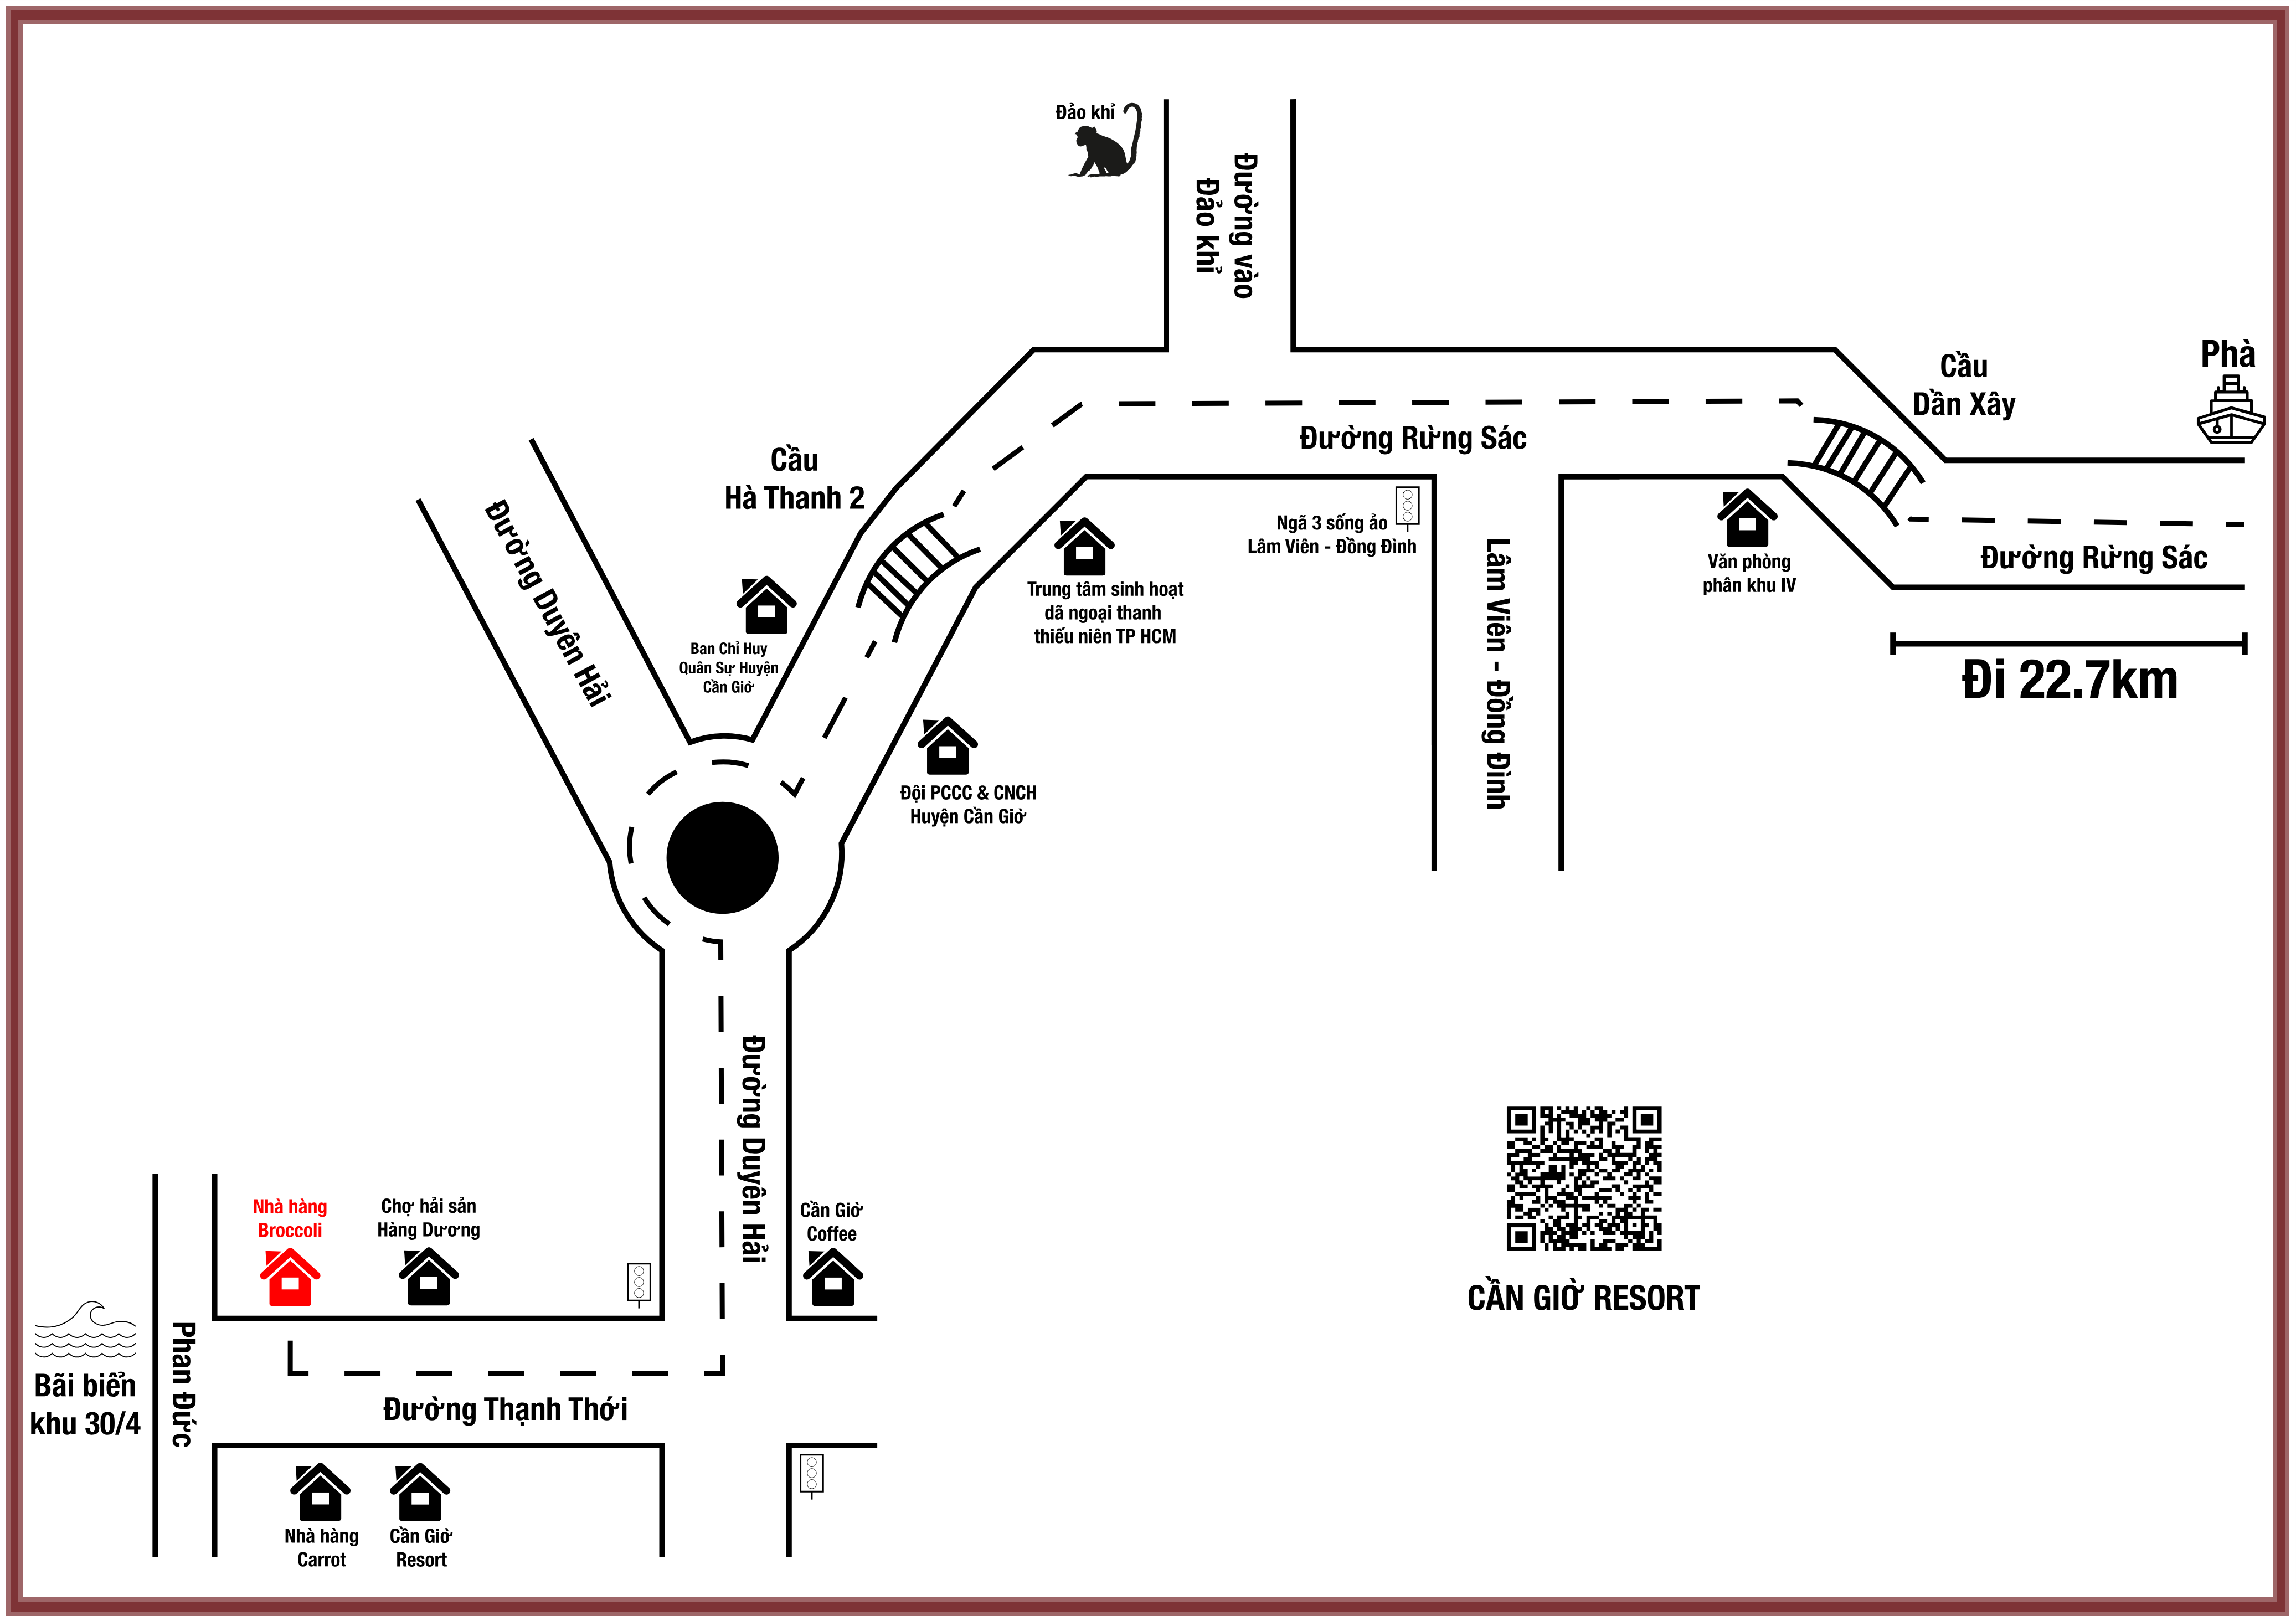 Đảo khỉ
Đường vào
Đảo khỉ
Phà
Cầu
Dần Xây
Đường Rừng Sác
Cầu
Hà Thanh 2
Ngã 3 sống ảo
Lâm Viên - Đồng Đình
Lâm Viên - Đồng Đình
Văn phòng
phân khu IV
Đường Rừng Sác
Đi 22.7km
Đường Duyên Hải
Trung tâm sinh hoạt
dã ngoại thanh
thiếu niên TP HCM
Ban Chỉ Huy
Quân Sự Huyện
Cần Giờ
Đội PCCC & CNCH
Huyện Cần Giờ
Đường Duyên Hải
Nhà hàng
Broccoli
Chợ hải sản
Hàng Dương
Cần Giờ
Coffee
CẦN GIỜ RESORT
Bãi biển
khu 30/4
Phan Đức
Đường Thạnh Thới
Nhà hàng
Carrot
Cần Giờ
Resort